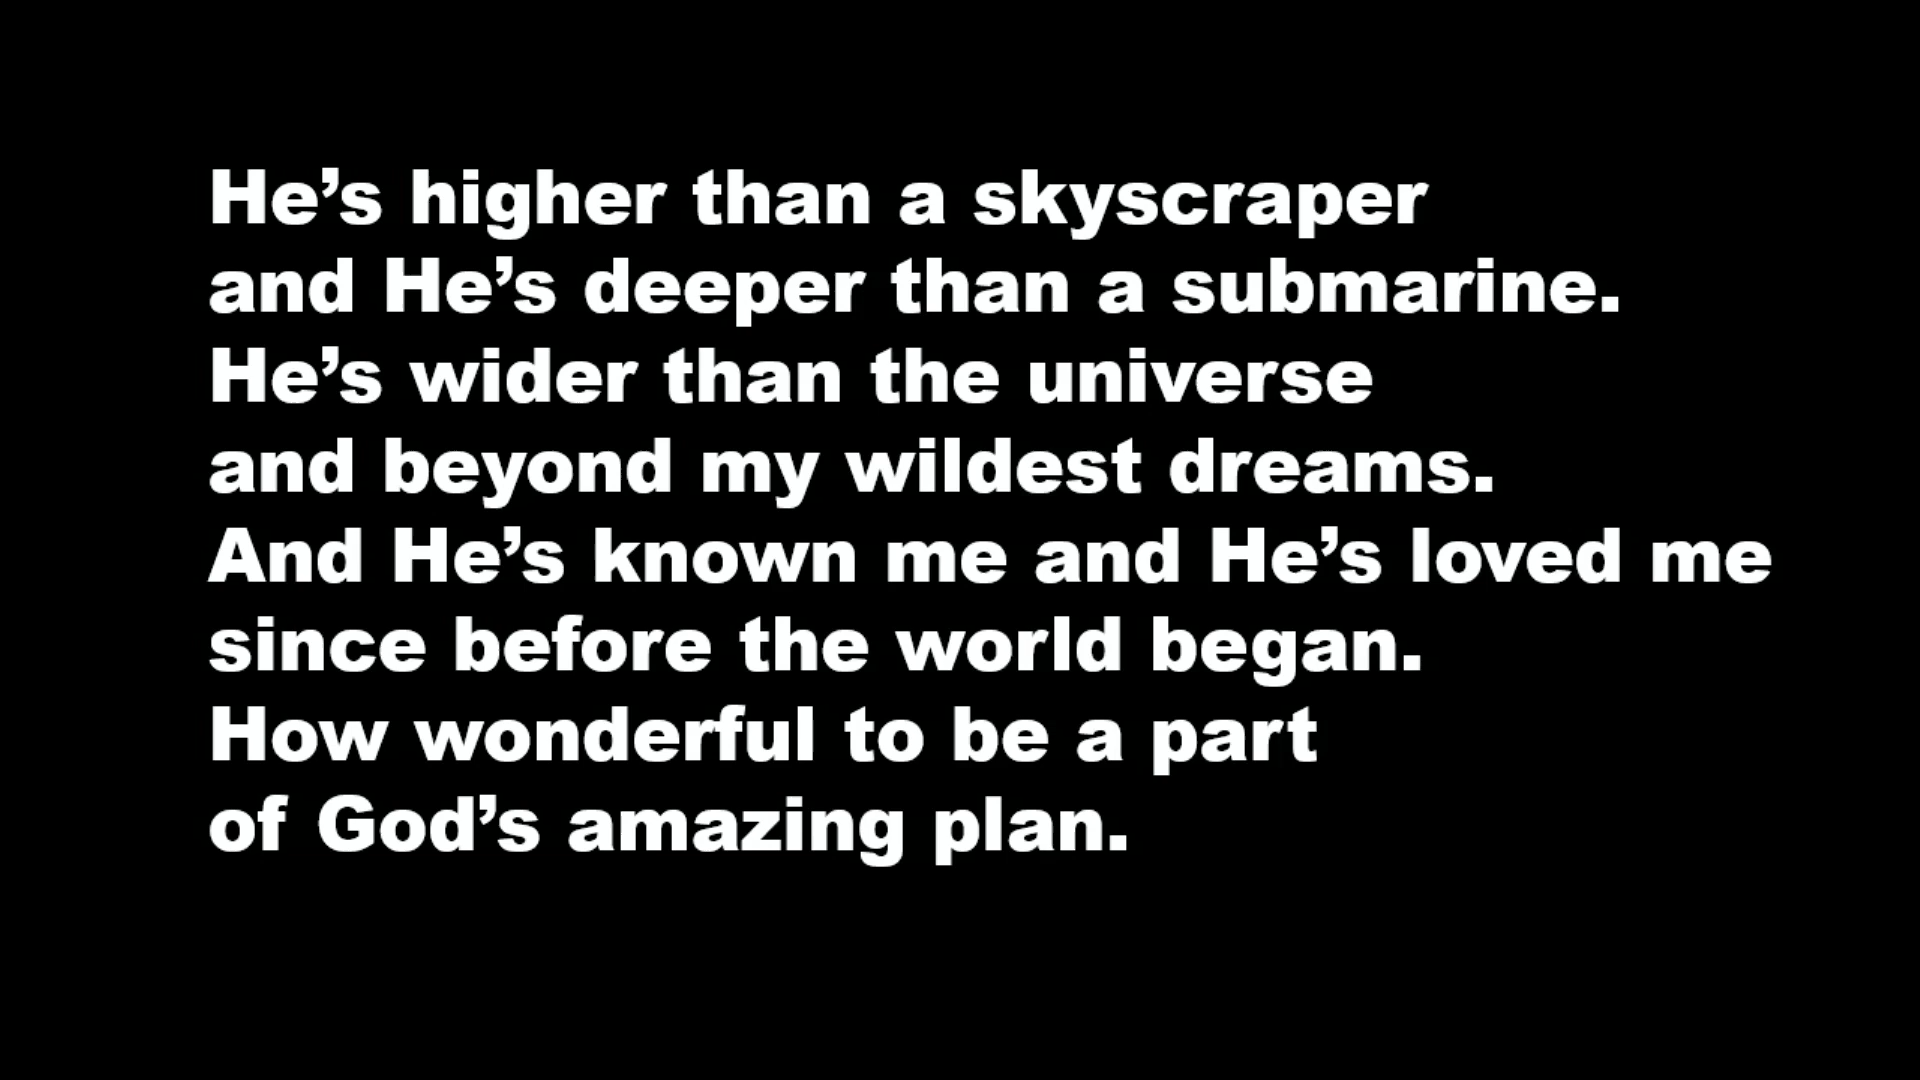 He’s higher than a skyscraper
and He’s deeper than a submarine.
He’s wider than the universe
and beyond my wildest dreams.
And He’s known me and He’s loved me
since before the world began.
How wonderful to be a part
of God’s amazing plan.